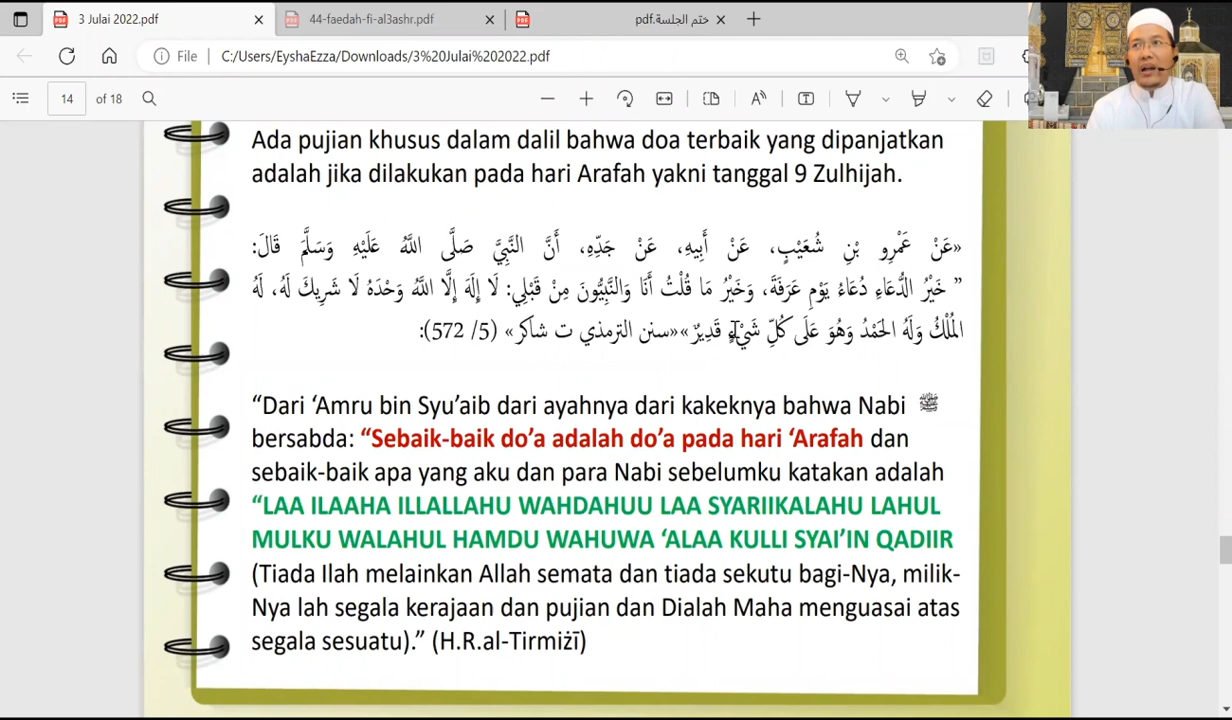 3 Julai 2022.pdf
44-faedah-fi-al3ashr.pdf
ختم الجلسة.pdf
File C:/Users/EyshaEzza/Downloads/3%20Julai%202022.pdf
14 of 18
Ada pujian khusus dalam dalil bahwa doa terbaik yang dipanjatkan
adalah jika dilakukan pada hari Arafah yakni tanggal 9 Zulhijah.
«عَنْ عَمْرِو بْنِ شُعَيْبٍ، عَنْ أَبِيهِ، عَنْ جَدِّهِ، أَنَّ النَّبِيَّ صَلَّى اللَّهُ عَلَيْهِ وَسَلَّمَ قَالَ:
" خَيْرُ الدُّعَاءِ دُعَاءُ يَوْمِ عَرَفَةَ، وَخَيْرُ مَا قُلْتُ أَنَا وَالنَّبِيُّونَ مِنْ قَبْلِي: لَا إِلَهَ إِلَّا اللَّهُ وَحْدَهُ لَا شَرِيكَ لَهُ، لَهُ
المُلْكُ وَلَهُ الحَمْدُ وَهُوَ عَلَى كُلِّ شَيْءٍ قَدِيرٌ»«سنن الترمذي ت شاكر» (5/ 572):
“Dari ‘Amru bin Syu’aib dari ayahnya dari kakeknya bahwa Nabi ﷺ
bersabda: “Sebaik-baik do’a adalah do’a pada hari ‘Arafah dan
sebaik-baik apa yang aku dan para Nabi sebelumku katakan adalah
“LAA ILAAHA ILLALLAHU WAHDAHUU LAA SYARIIKALAHU LAHUL
MULKU WALAHUL HAMDU WAHUWA ‘ALAA KULLI SYAI’IN QADIIR
(Tiada Ilah melainkan Allah semata dan tiada sekutu bagi-Nya, milik-
Nya lah segala kerajaan dan pujian dan Dialah Maha menguasai atas
segala sesuatu).” (H.R.al-Tirmiżī)